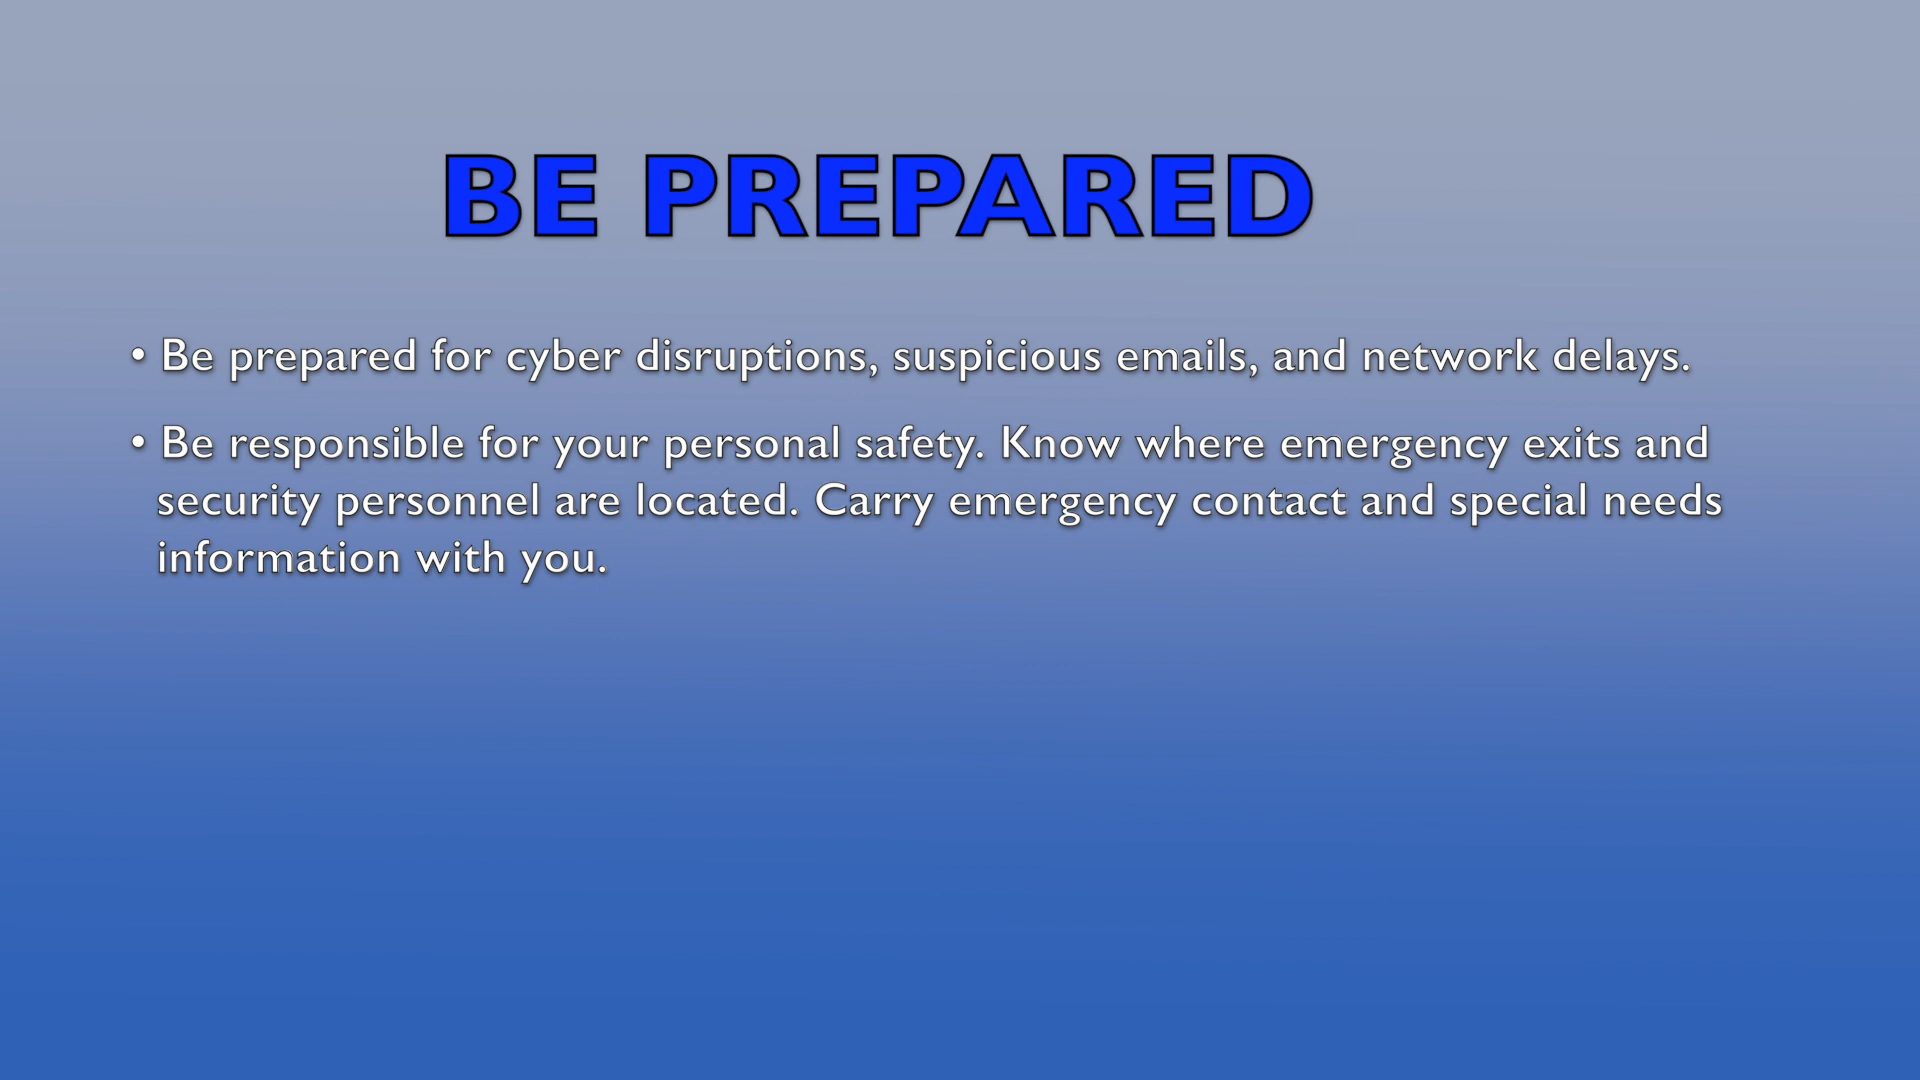 BE PREPARED
• Be prepared for cyber disruptions, suspicious emails, and network delays.
• Be responsible for your personal safety. Know where emergency exits and
security personnel are located. Carry emergency contact and special needs
information with you.